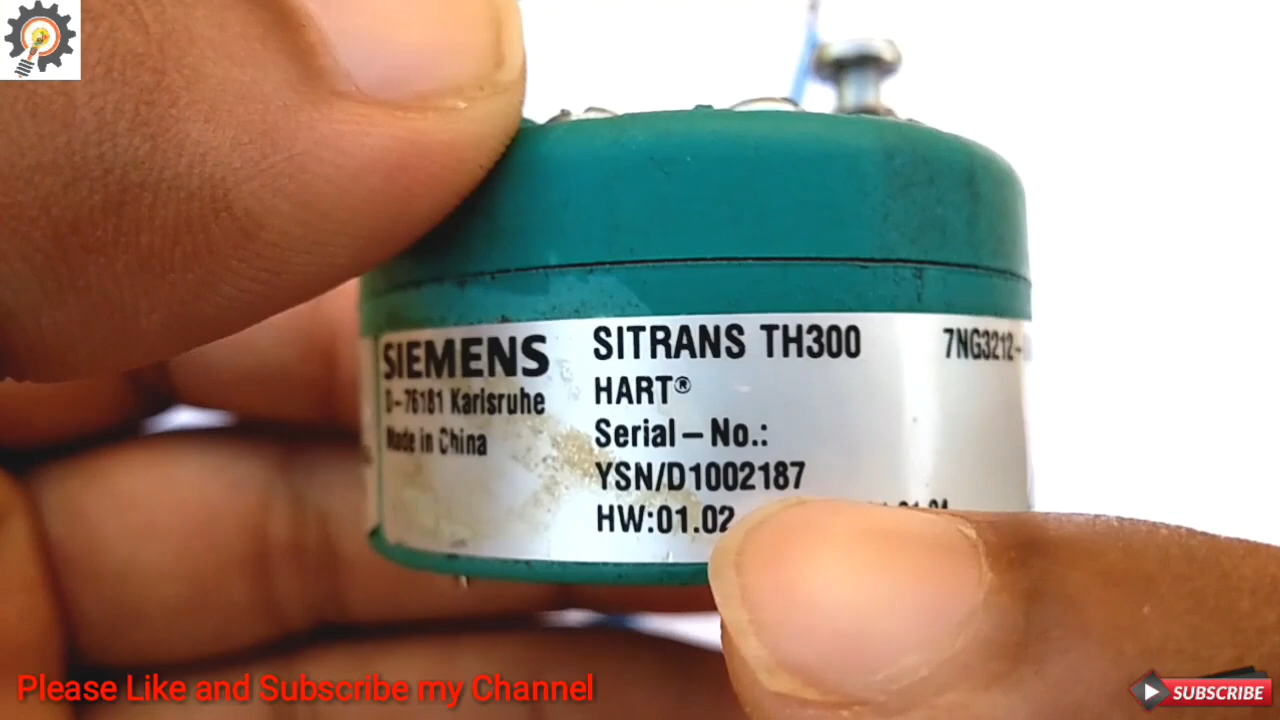 SIEMENS
D-76181 Karlsruhe
Made in China
SITRANS TH300
HART®
Serial-No.:
YSN/D1002187
HW:01.02
7NG3212-
Please Like and Subscribe my Channel
SUBSCRIBE